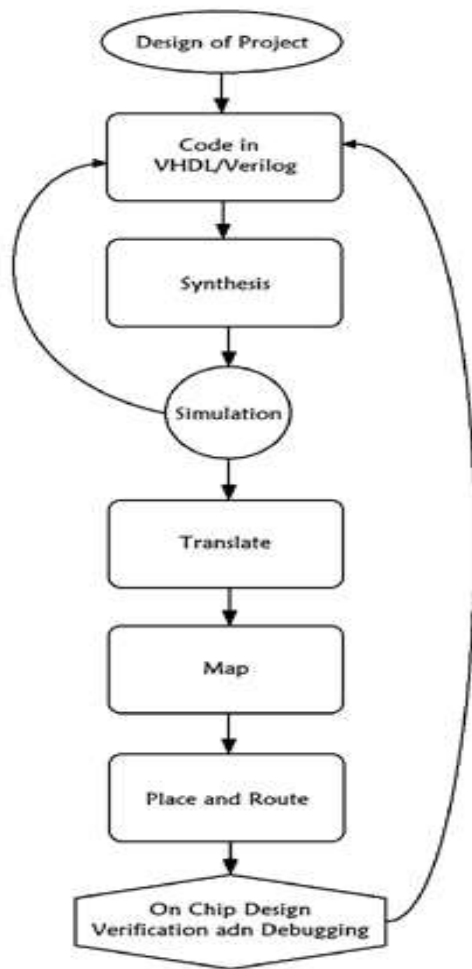 Design of Project
Code in
VHDL/Verilog
Synthesis
Simulation
Translate
Map
Place and Route
On Chip Design
Verification adn Debugging